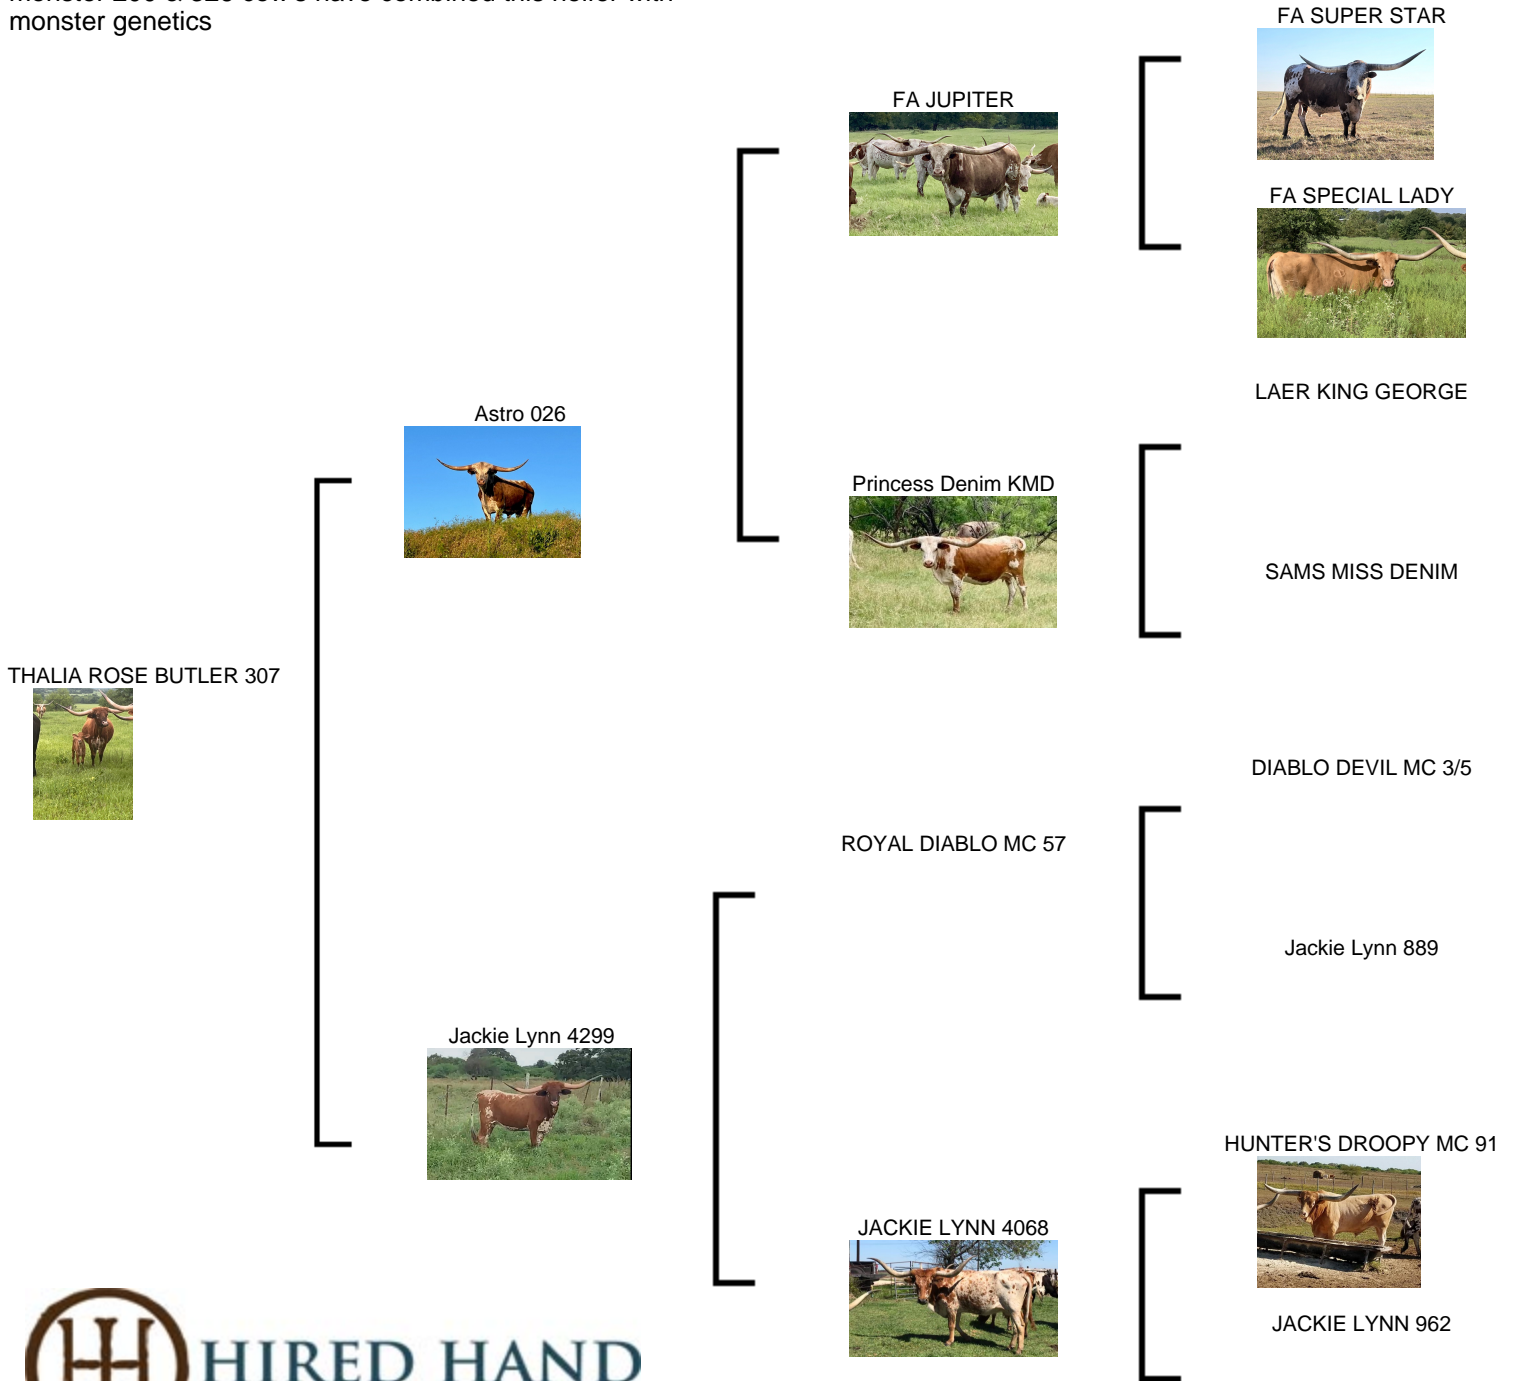 monster genetics
FA SUPER STAR
FA JUPITER
FA SPECIAL LADY
LAER KING GEORGE
Astro 026
Princess Denim KMD
SAMS MISS DENIM
THALIA ROSE BUTLER 307
DIABLO DEVIL MC 3/5
ROYAL DIABLO MC 57
Jackie Lynn 889
Jackie Lynn 4299
HUNTER'S DROOPY MC 91
JACKIE LYNN 4068
JACKIE LYNN 962
HIRED HAND